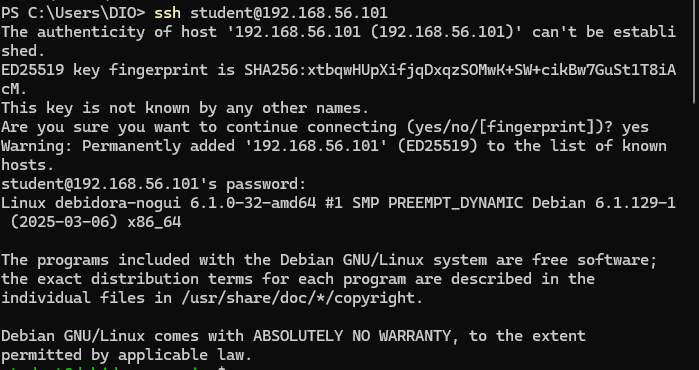 PS C:\Users\DIO> ssh student@192.168.56.101
The authenticity of host '192.168.56.101 (192.168.56.101)' can't be establi
shed.
ED25519 key fingerprint is SHA256:xtbqwHUpXifjqDxqzSOMwK+SW+cikBw7GuSt1T8iA
cM.
This key is not known by any other names.
Are you sure you want to continue connecting (yes/no/[fingerprint])? yes
Warning: Permanently added '192.168.56.101' (ED25519) to the list of known
hosts.
student@192.168.56.101's password:
Linux debidora-nogui 6.1.0-32-amd64 #1 SMP PREEMPT_DYNAMIC Debian 6.1.129-1
(2025-03-06) x86_64
The programs included with the Debian GNU/Linux system are free software;
the exact distribution terms for each program are described in the
individual files in /usr/share/doc/*/copyright.
Debian GNU/Linux comes with ABSOLUTELY NO WARRANTY, to the extent
permitted by applicable law.